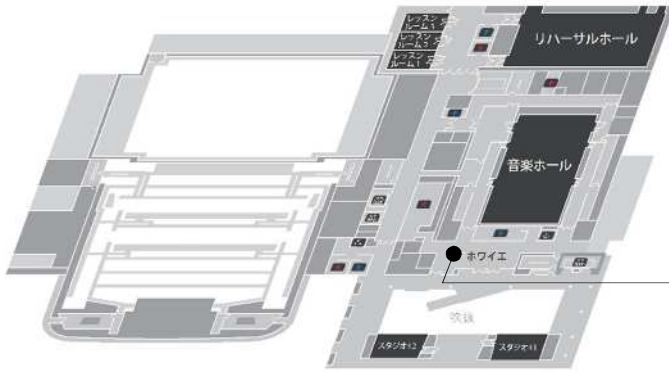 レッスン
ルーム3
レッスン
ルーム2
レッスン
ルーム1
リハーサルホール
音楽ホール
ホワイエ
吹抜
スタジオ12
スタジオ11